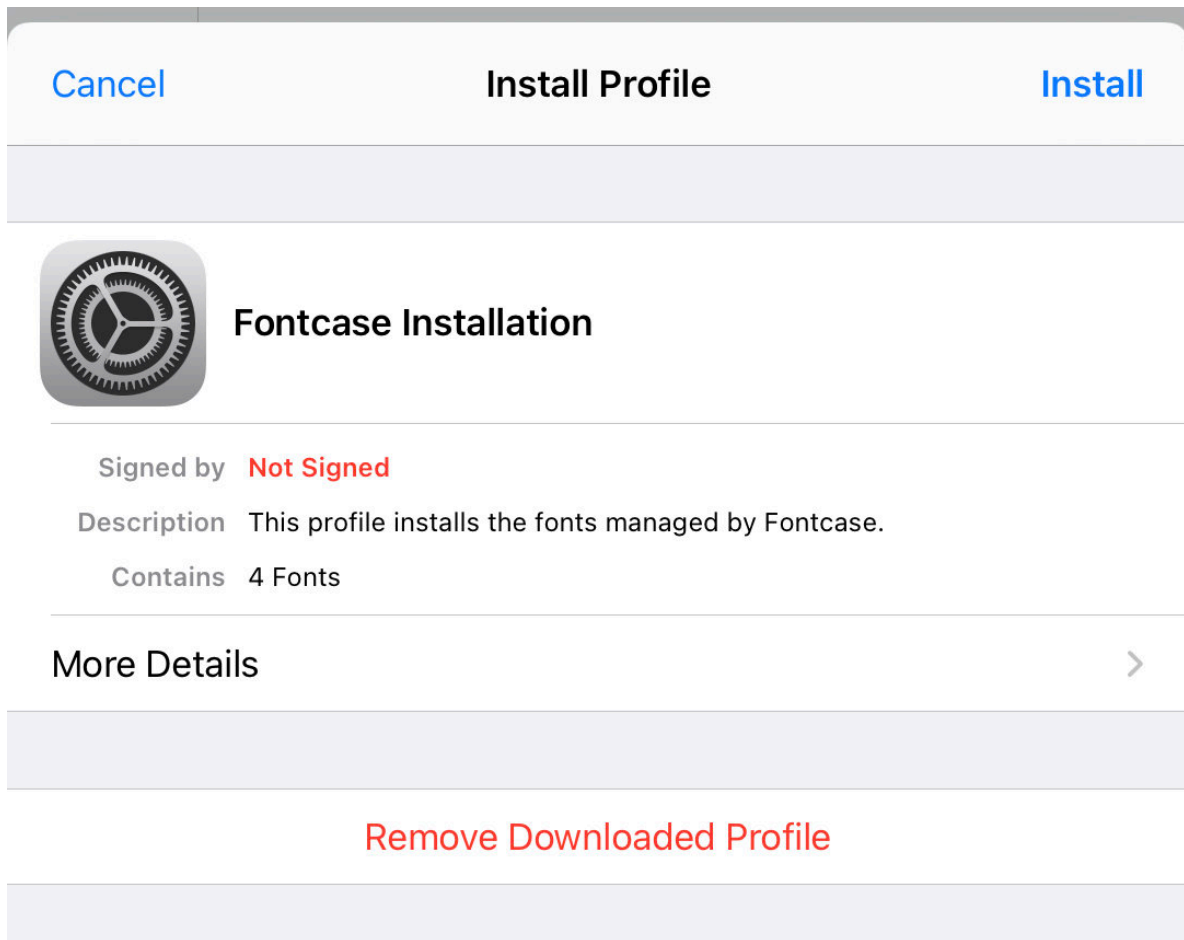 Cancel Install Profile Install
Fontcase Installation
Signed by Not Signed
Description This profile installs the fonts managed by Fontcase.
Contains 4 Fonts
More Details
Remove Downloaded Profile